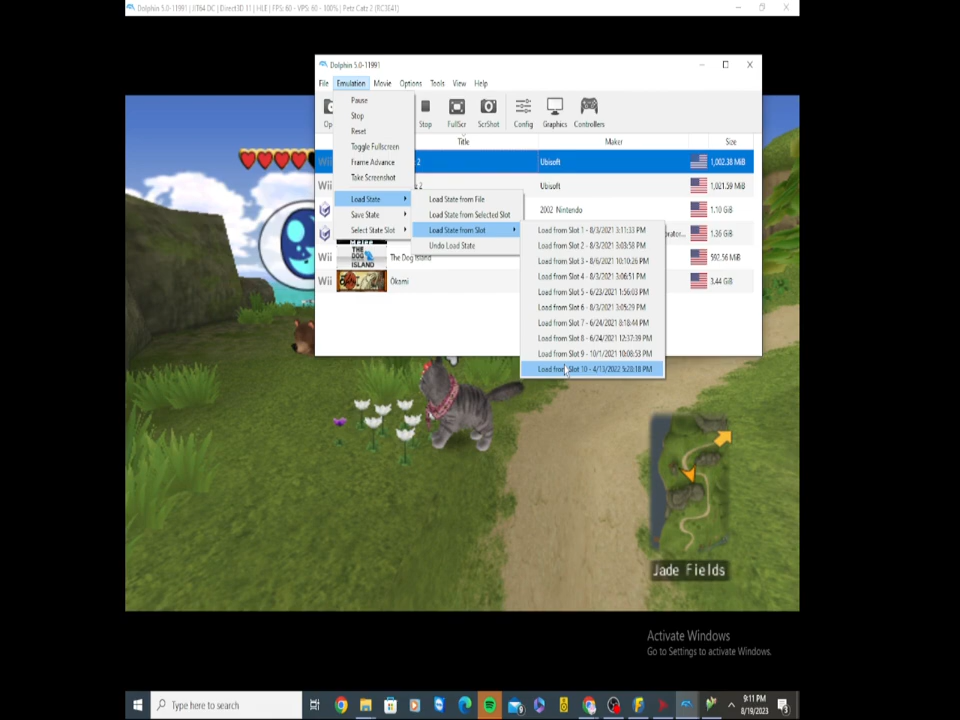 Dolphin 5.0-11991 | JIT64 DC | Direct3D 11 | HLE | FPS: 60 - VPS: 60 - 100% | Petz Catz 2 (RC3E41)
Dolphin 5.0-11991
File Emulation Movie Options Tools View Help
Pause
Stop
Reset
Toggle Fullscreen
Frame Advance
Take Screenshot
Load State
Save State
Select State Slot
Stop FullScr ScrShot Config Graphics Controllers
Title Maker Size
2 Ubisoft 1,002.38 MiB
2 Ubisoft 1,021.59 MiB
2002 Nintendo 1.10 GiB
1.36 GiB
Wii The Dog Island 592.56 MiB
THE DOG ISLAND
Wii Okami 3.44 GiB
Load State from File
Load State from Selected Slot
Load State from Slot
Undo Load State
Load from Slot 1 - 8/3/2021 3:11:33 PM
Load from Slot 2 - 8/3/2021 3:03:58 PM
Load from Slot 3 - 8/6/2021 10:10:26 PM
Load from Slot 4 - 8/3/2021 3:06:51 PM
Load from Slot 5 - 6/23/2021 1:56:03 PM
Load from Slot 6 - 8/3/2021 3:05:29 PM
Load from Slot 7 - 6/24/2021 8:18:44 PM
Load from Slot 8 - 6/24/2021 12:37:39 PM
Load from Slot 9 - 10/1/2021 10:08:53 PM
Load from Slot 10 - 4/13/2022 5:28:18 PM
Jade Fields
Activate Windows
Go to Settings to activate Windows.
Type here to search
9:11 PM
8/19/2023